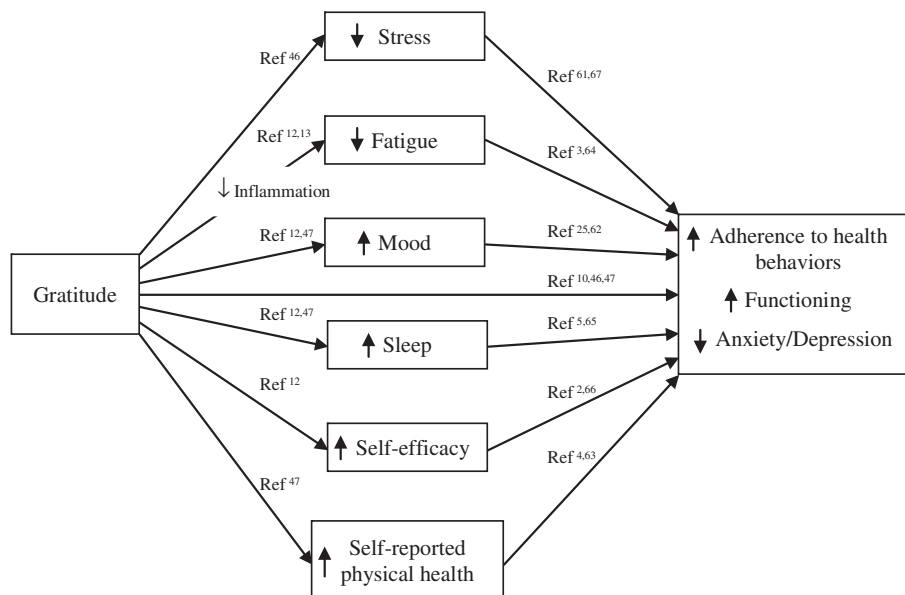 ↓ Stress
Ref 46
Ref 61,67
Ref 12,13
↓ Fatigue
Ref 3,64
↓ Inflammation
Ref 12,47
↑ Mood
Ref 25,62
Gratitude
Ref 10,46,47
↑ Adherence to health
behaviors
↑ Functioning
↓ Anxiety/Depression
Ref 12,47
↑ Sleep
Ref 5,65
Ref 12
↑ Self-efficacy
Ref 2,66
Ref 47
Ref 4,63
↑ Self-reported
physical health